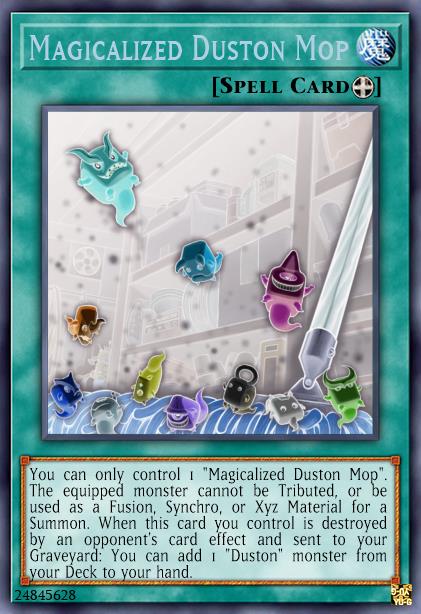 Magicalized Duston Mop
魔
[Spell Card]
You can only control 1 "Magicalized Duston Mop".
The equipped monster cannot be Tributed, or be
used as a Fusion, Synchro, or Xyz Material for a
Summon. When this card you control is destroyed
by an opponent's card effect and sent to your
Graveyard: You can add 1 "Duston" monster from
your Deck to your hand.
24845628